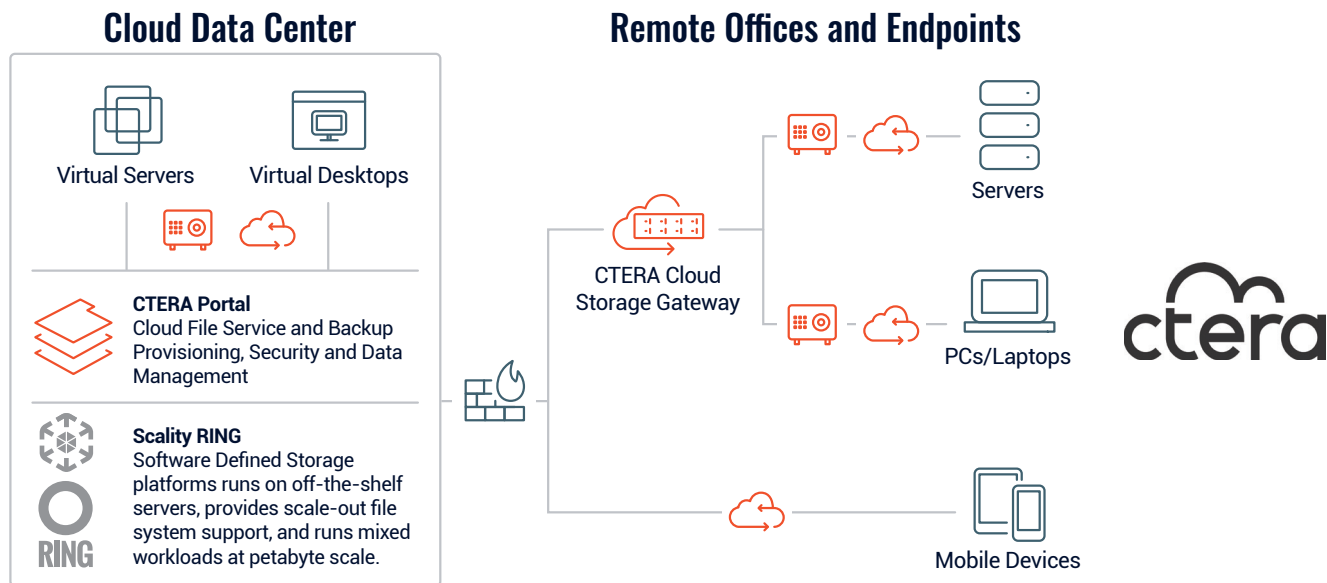 Cloud Data Center
Remote Offices and Endpoints
Virtual Servers
Virtual Desktops
CTERA Portal
Cloud File Service and Backup
Provisioning, Security and Data
Management
Scality RING
Software Defined Storage
platforms runs on off-the-shelf
servers, provides scale-out file
system support, and runs mixed
workloads at petabyte scale.
RING
CTERA Cloud
Storage Gateway
Servers
PCs/Laptops
Mobile Devices
ctera